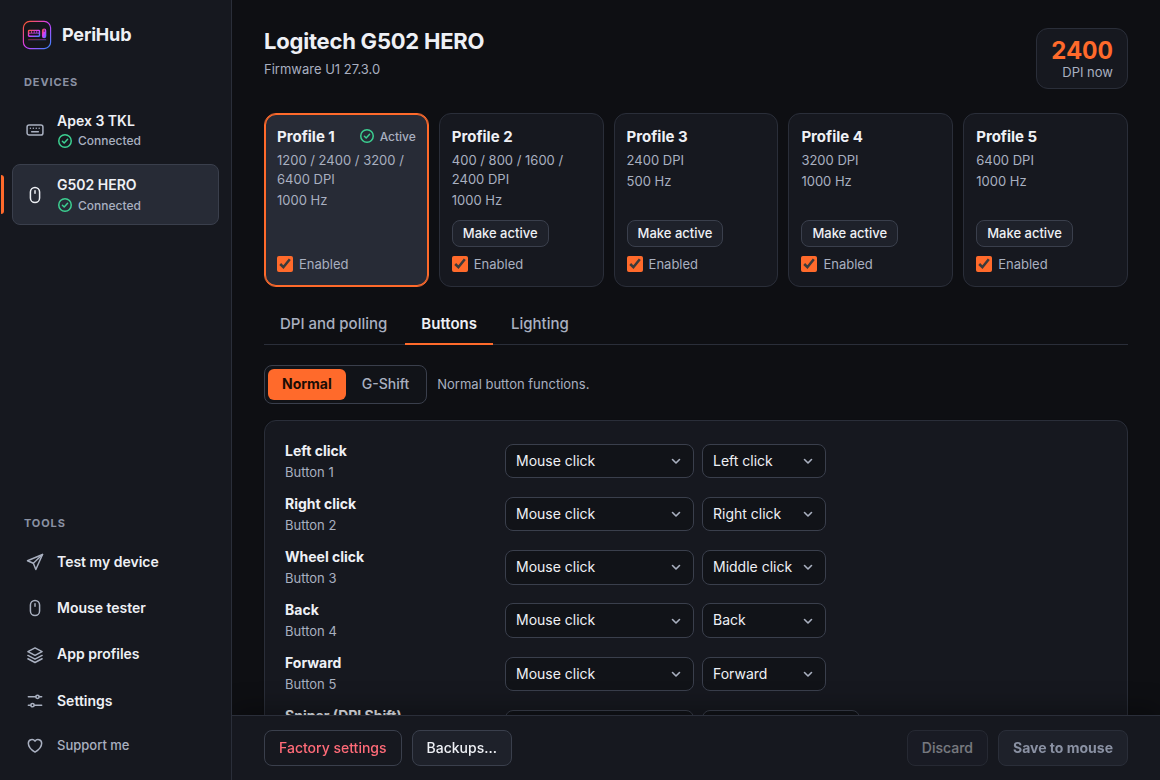 PeriHub
DEVICES
Apex 3 TKL
Connected
G502 HERO
Connected
TOOLS
Test my device
Mouse tester
App profiles
Settings
Support me
Logitech G502 HERO
Firmware U1 27.3.0
2400
DPI now
Profile 1
Active
1200 / 2400 / 3200 /
6400 DPI
1000 Hz
Enabled
Profile 2
400 / 800 / 1600 /
2400 DPI
1000 Hz
Make active
Enabled
Profile 3
2400 DPI
500 Hz
Make active
Enabled
Profile 4
3200 DPI
1000 Hz
Make active
Enabled
Profile 5
6400 DPI
1000 Hz
Make active
Enabled
DPI and polling
Buttons
Lighting
Normal
G-Shift
Normal button functions.
Left click
Button 1
Mouse click
Left click
Right click
Button 2
Mouse click
Right click
Wheel click
Button 3
Mouse click
Middle click
Back
Button 4
Mouse click
Back
Forward
Button 5
Mouse click
Forward
Sniper (DPI Shift)
Factory settings
Backups...
Discard
Save to mouse